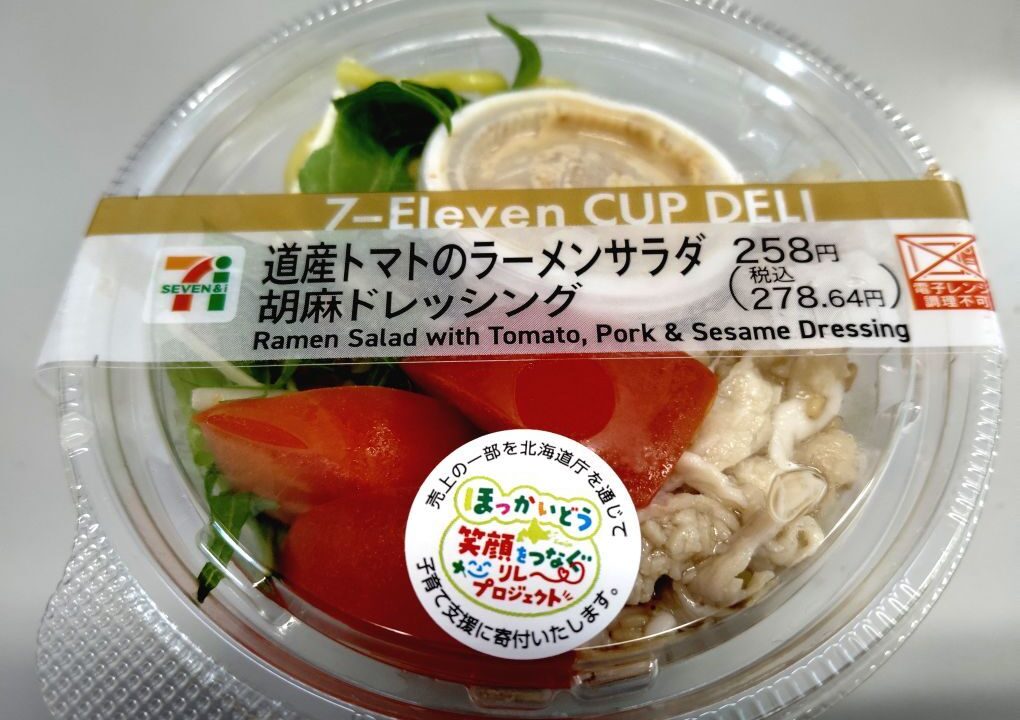 7-Eleven CUP DELI
SEVEN&i
道産トマトのラーメンサラダ
胡麻ドレッシング
258円
(税込
278.64円)
電子レンジ
調理不可
Ramen Salad with Tomato, Pork & Sesame Dressing
売上の一部を北海道庁を通じて
ほっかいどう
笑顔をつなぐ
リレー
プロジェクト
子育て支援に寄付いたします。